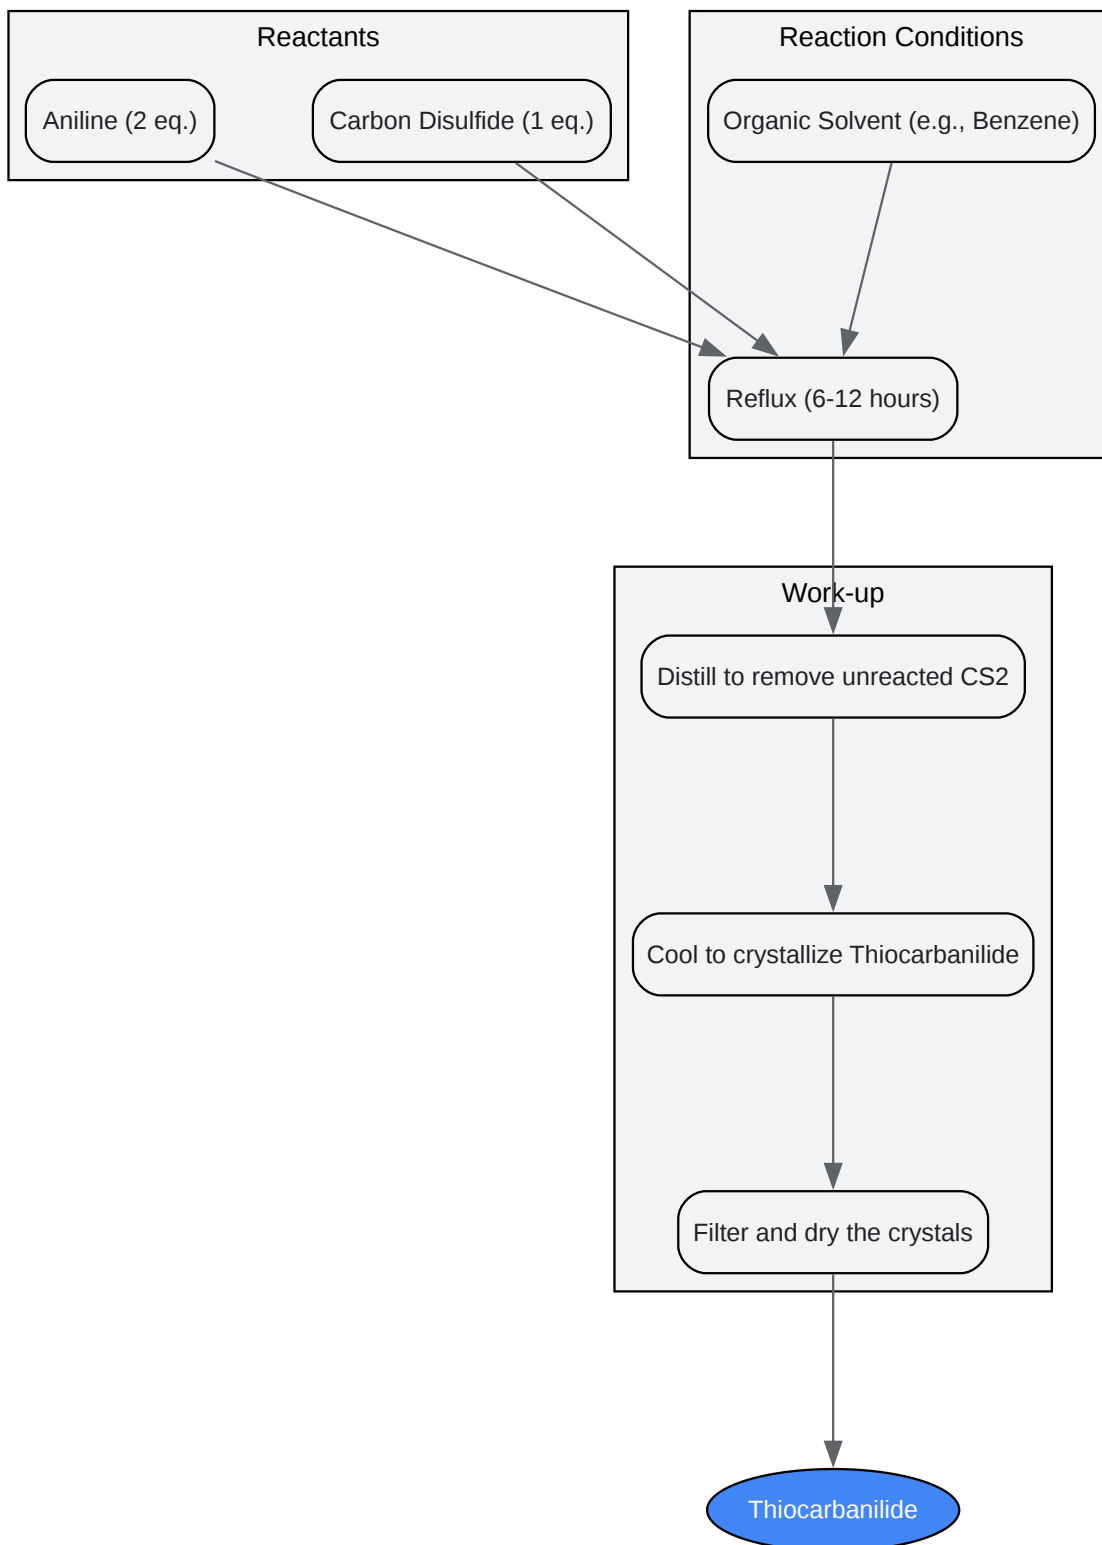 Reactants
Aniline (2 eq.)
Carbon Disulfide (1 eq.)
Reaction Conditions
Organic Solvent (e.g., Benzene)
Reflux (6-12 hours)
Work-up
Distill to remove unreacted CS2
Cool to crystallize Thiocarbanilide
Filter and dry the crystals
Thiocarbanilide